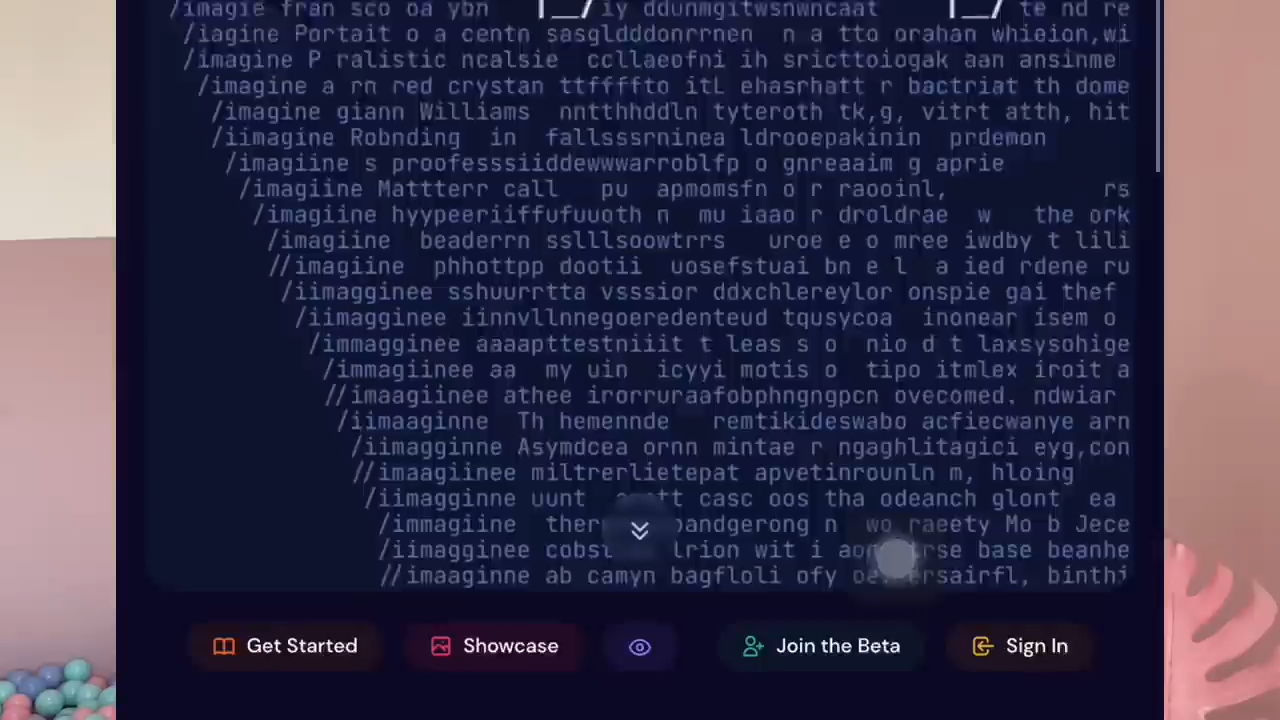 /imagie fran sco oa ybn iy ddunmgitwsnwncaat te nd re
/iagine Portait o a centn sasgldddonrrnen n a tto orahan whieion,wi
/imagine P ralistic ncalsie ccllaeofni ih sricttoiogak aan ansinme
/imagine a rn red crystan ttffffto itL ehasrhatt r bactriat th dome
/imagine giann Williams nntthhddln tyteroth tk,g, vitrt atth, hit
/iimagine Robnding in fallsssrninea ldrooepakinin prdemon
/imagiine s proofesssiiddewwwarroblfp o gnreaaim g aprie
/imagiine Mattterr call pu apmomsfn o r raooinl, rs
/imagiine hyypeeriiffufuuoth n mu iaao r droldrae w the ork
/imagiine beaderrn sslllsoowtrrs uroe e o mree iwdby t lili
//imagiine phhottpp dootii uosefstuai bn e l a ied rdene ru
/iimagginee sshuurrtta vsssior ddxchlereylor onspie gai thef
/iimagginee iinnvllnnegoeredenteud tqusycoa inonear isem o
/immagginee aaaapttestniiit t leas s o nio d t laxsysohige
/immagiinee aa my uin icyyi motis o tipo itmlex iroit a
//imaagiinee athee irorruraafobphngngpcn ovecomed. ndwiar
/iimaaginne Th hemennde remtikideswabo acfiecwanye arn
/iimagginne Asymdcea ornn mintae r ngaghlitagici eyg,con
//imaagiinee miltrerlietepat apvetinrounln m, hloing
/iimagginne uunt casc oos tha odeanch glont ea
/immagiine ther bandgerong n wo raeety Mo b Jece
/iimagginee cobst lrion wit i base beanhe
//imaaginne ab camyn bagfloli ofy binthi
Get Started Showcase Join the Beta Sign In